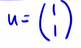 u = (1
1)